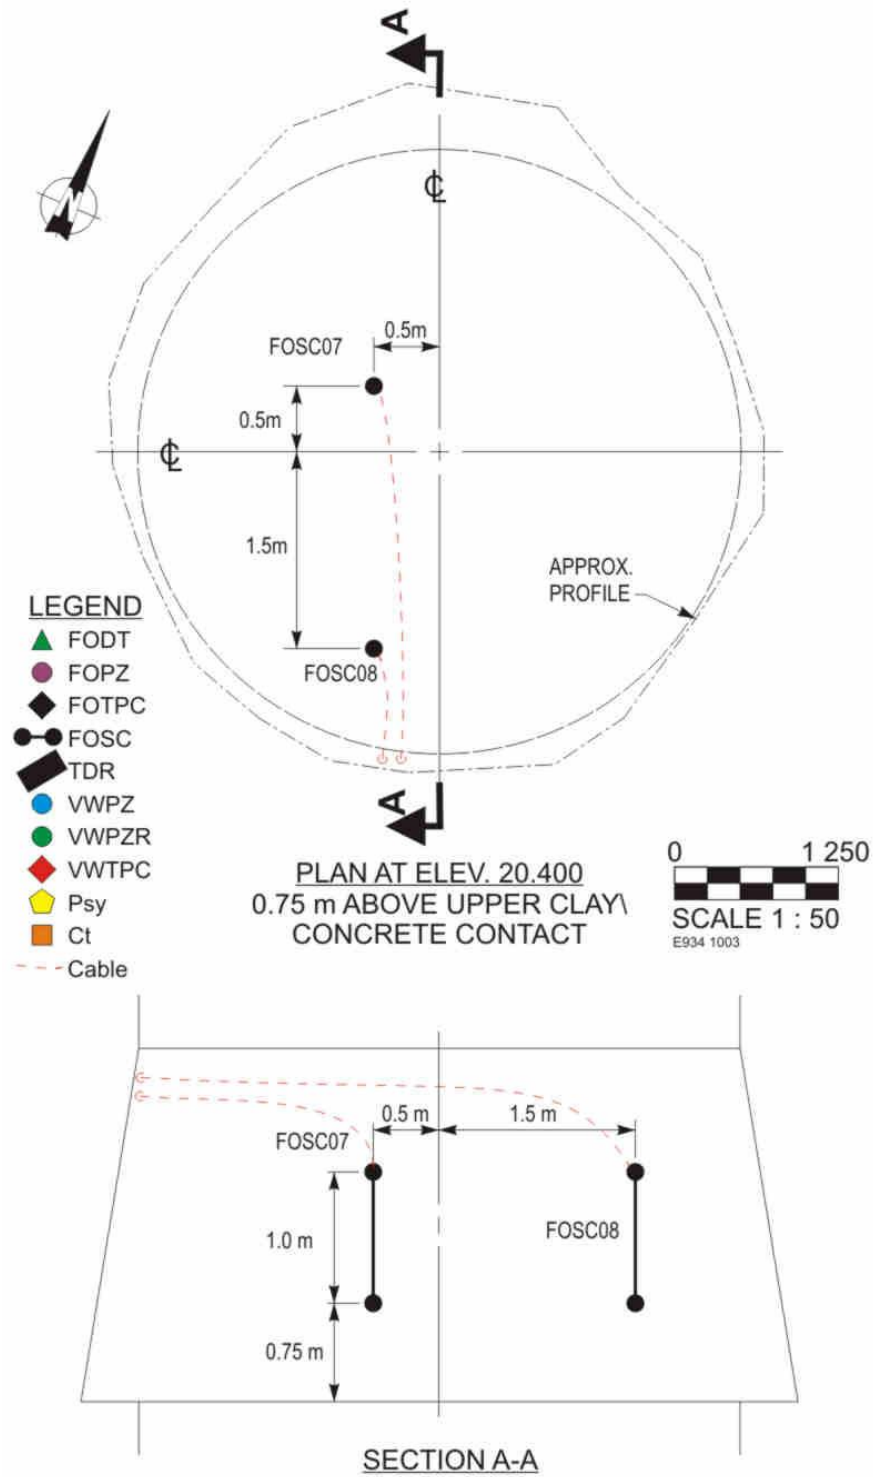 A
℄
N
0.5m
FOSC07
0.5m
℄
1.5m
APPROX.
PROFILE
LEGEND
FODT
FOPZ
FOTPC
FOSC
TDR
VWPZ
VWPZR
VWTPC
Psy
Ct
Cable
FOSC08
A
PLAN AT ELEV. 20.400
0.75 m ABOVE UPPER CLAY\
CONCRETE CONTACT
0 1 250
SCALE 1 : 50
E934 1003
0.5 m 1.5 m
FOSC07
1.0 m
FOSC08
0.75 m
SECTION A-A